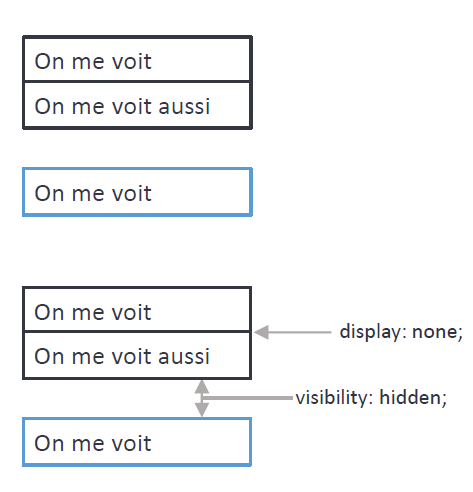 On me voit
On me voit aussi
On me voit
On me voit
display: none;
On me voit aussi
visibility: hidden;
On me voit